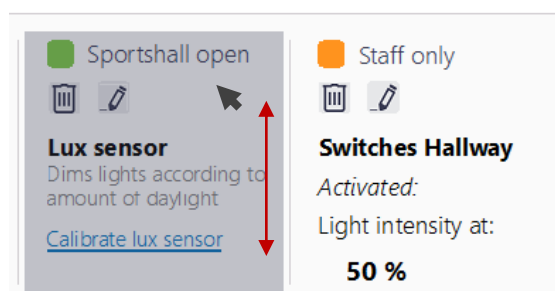 Sportshall open
Lux sensor
Dims lights according to
amount of daylight
Calibrate lux sensor
Staff only
Switches Hallway
Activated:
Light intensity at:
50 %